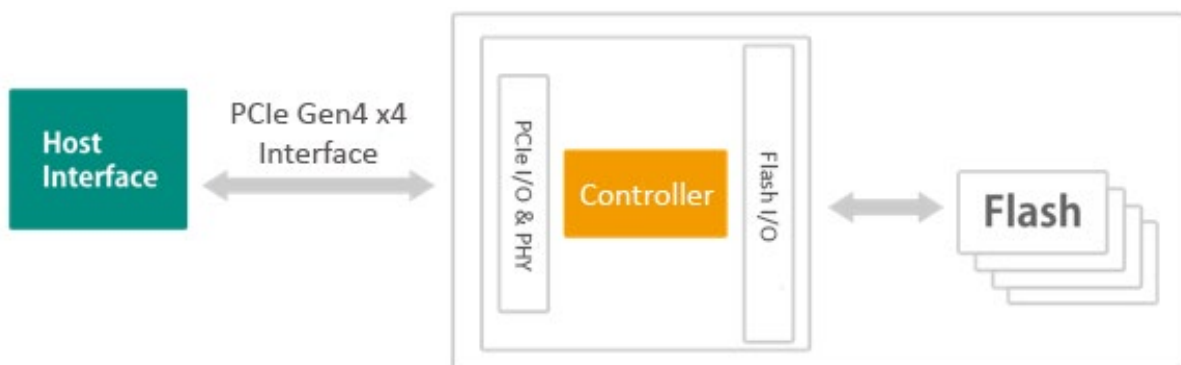 Host
Interface
PCIe Gen4 x4
Interface
PCIe I/O & PHY
Controller
Flash I/O
Flash